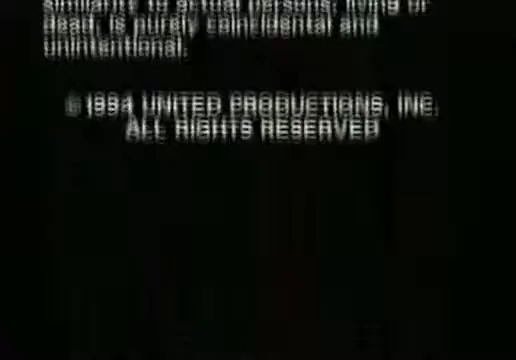 similarity to actual persons, living or
dead, is purely coincidental and
unintentional.
©1994 UNITED PRODUCTIONS, INC.
ALL RIGHTS RESERVED